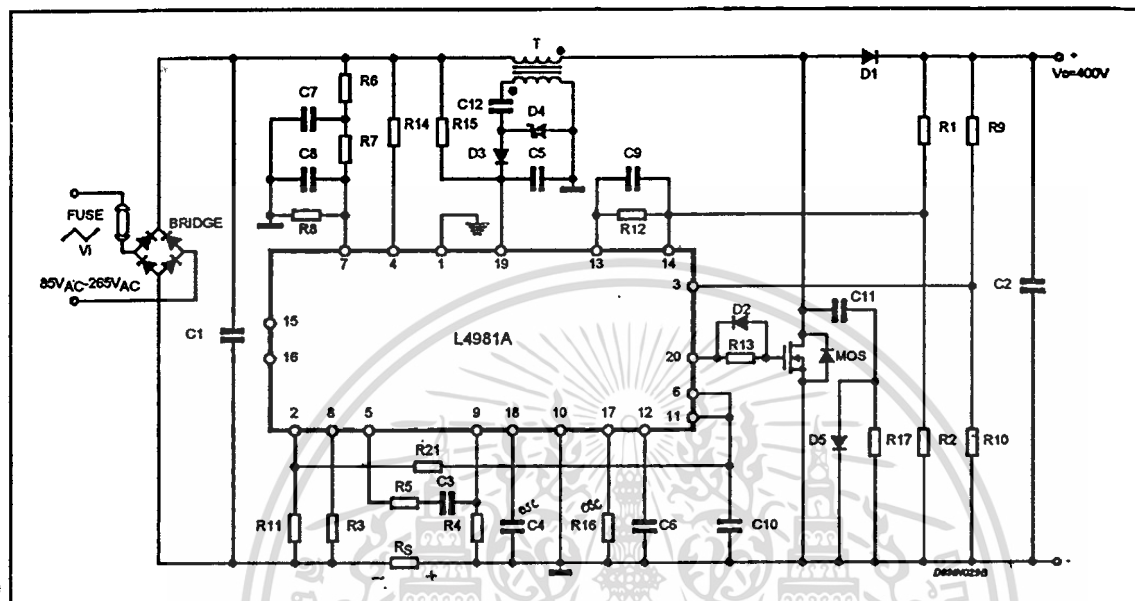 T
D1
+
Vo=400V
C7
R6
C12
D4
R14
R15
R1
R9
C8
R7
D3
C5
C9
FUSE
BRIDGE
Vi
R8
R12
85VAC-265VAC
7
4
1
19
13
14
3
C2
C11
C1
15
D2
L4981A
16
20
R13
MOS
6
2
8
5
9
18
10
17
12
11
R21
D5
R17
R2
R10
R5
C3
OSC
OSC
R11
R3
R4
C4
R16
C6
C10
RS
- +
-